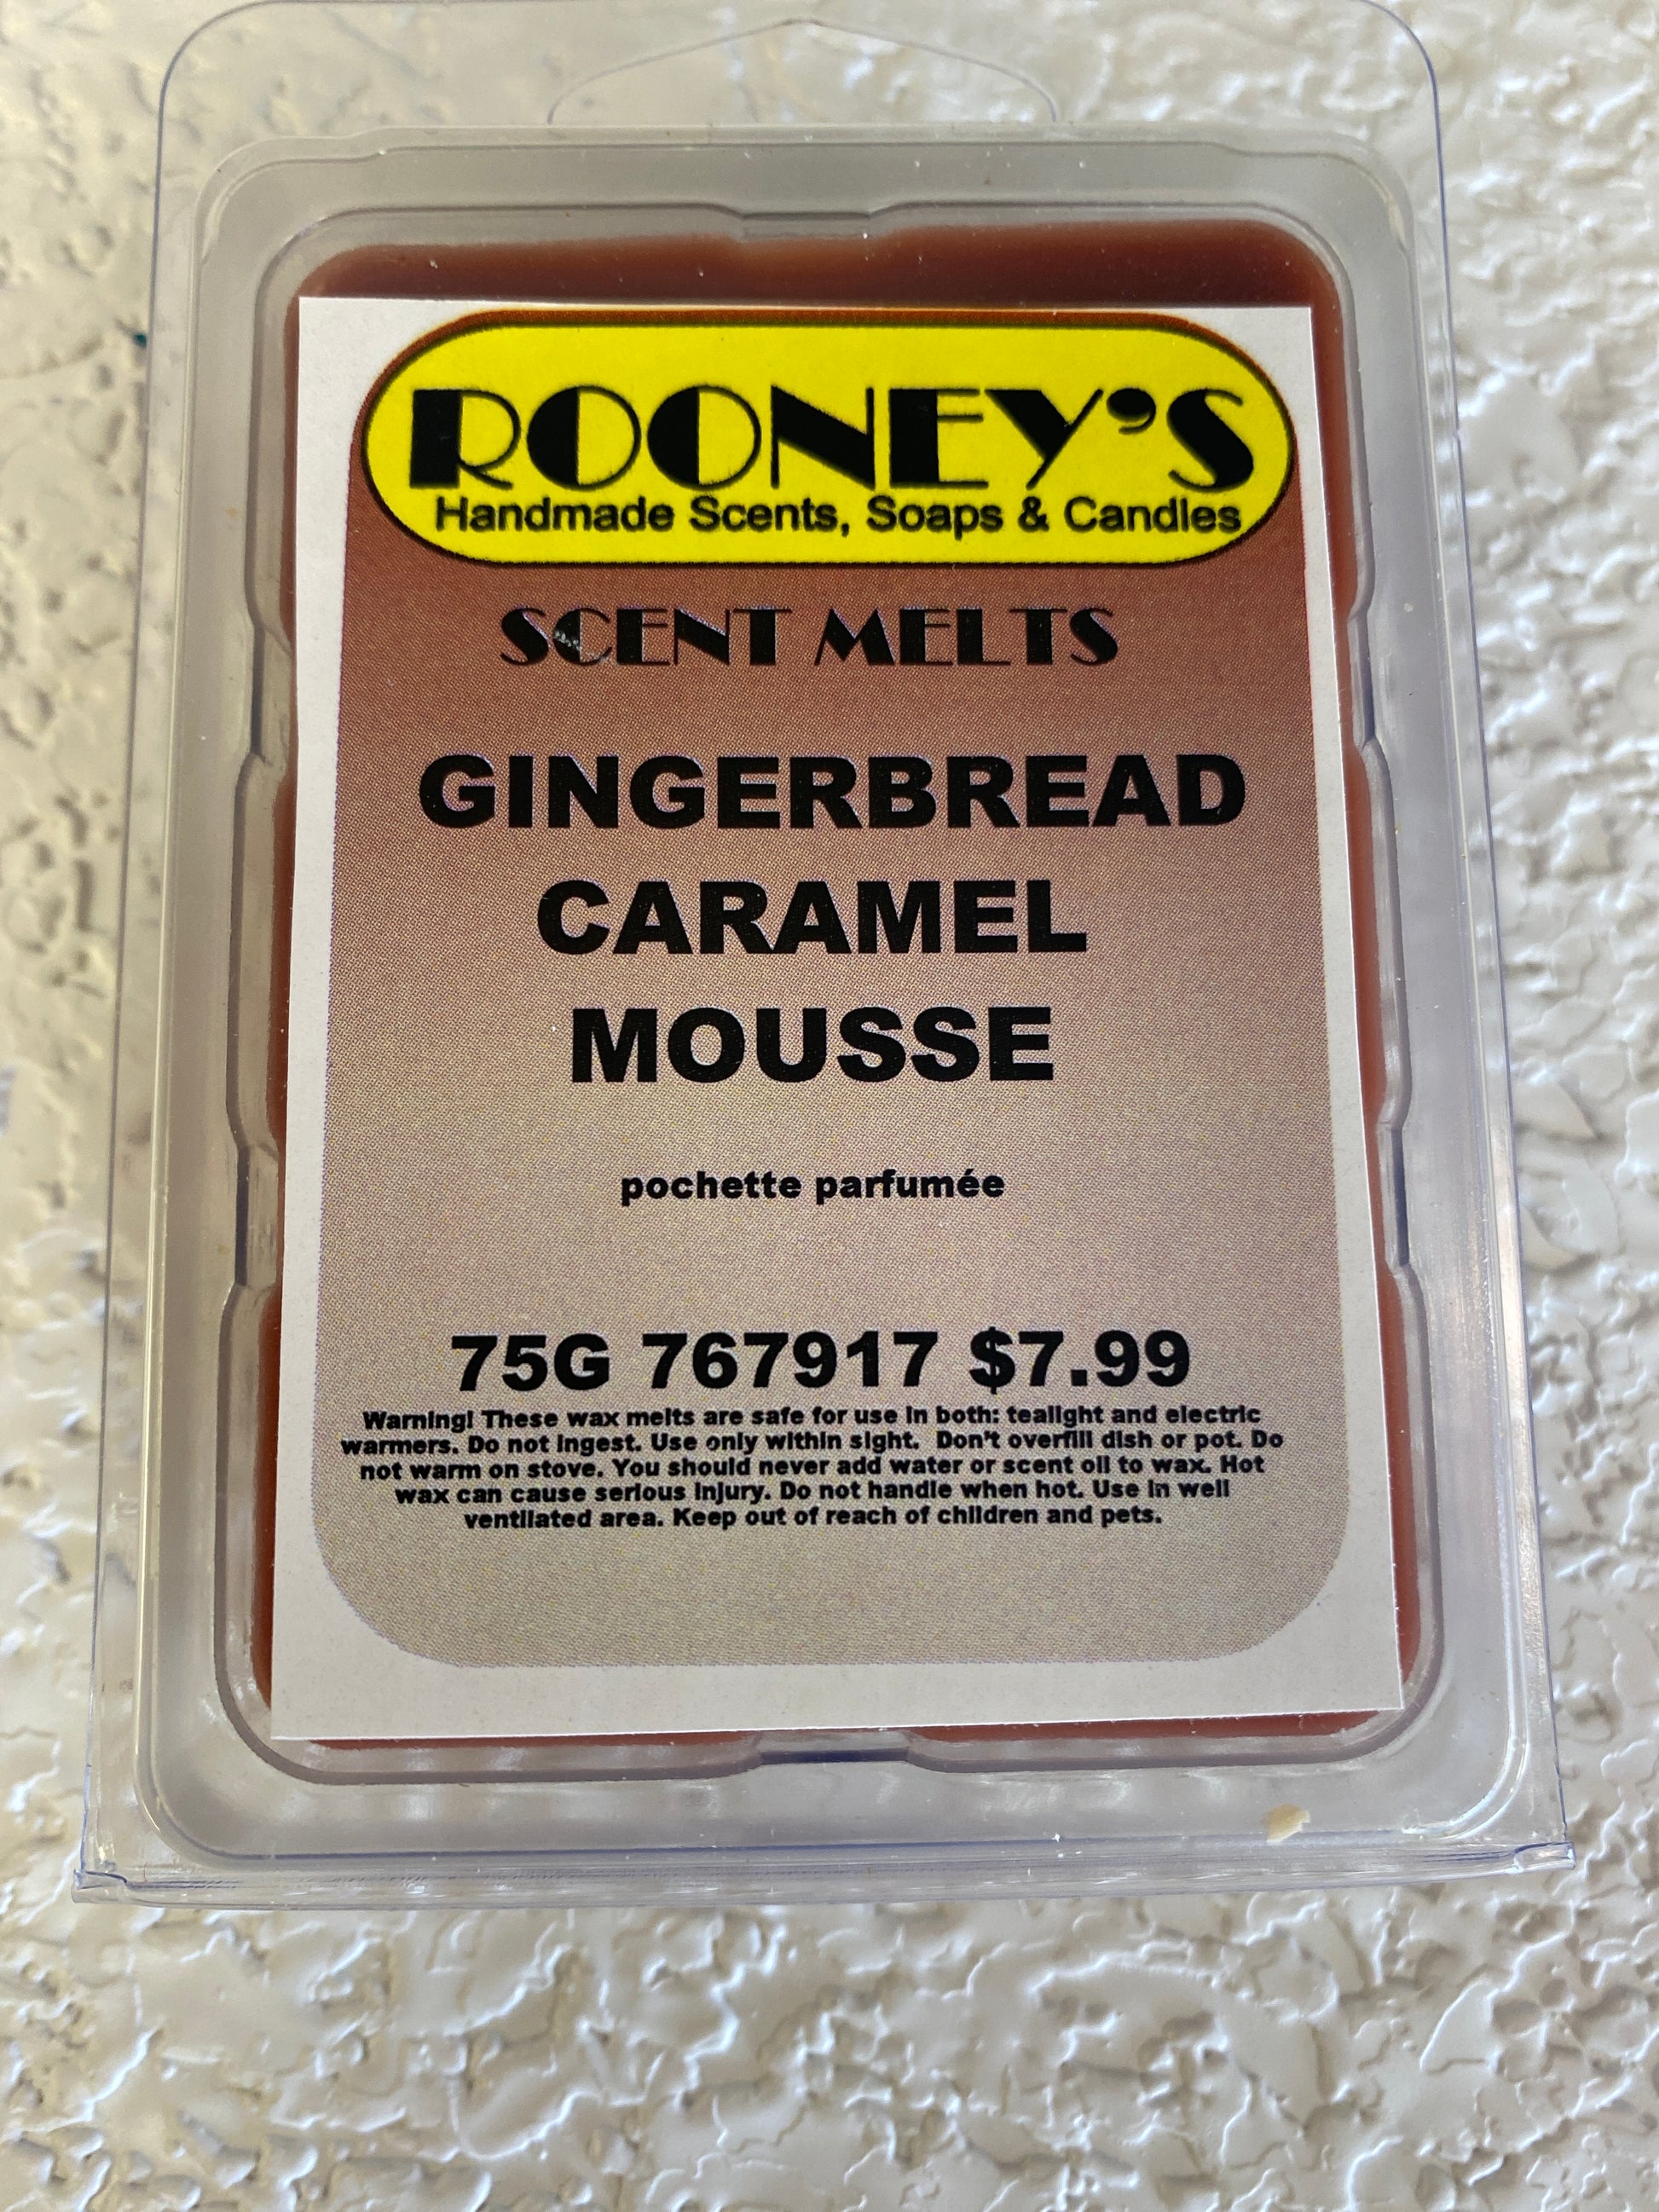 ROONEY'S
Handmade Scents, Soaps & Candles
SCENT MELTS
GINGERBREAD
CARAMEL
MOUSSE
pochette parfumée
75G 767917 $7.99
Warning! These wax melts are safe for use in both: tealight and electric
warmers. Do not ingest. Use only within sight. Don't overfill dish or pot. Do
not warm on stove. You should never add water or scent oil to wax. Hot
wax can cause serious injury. Do not handle when hot. Use in well
ventilated area. Keep out of reach of children and pets.